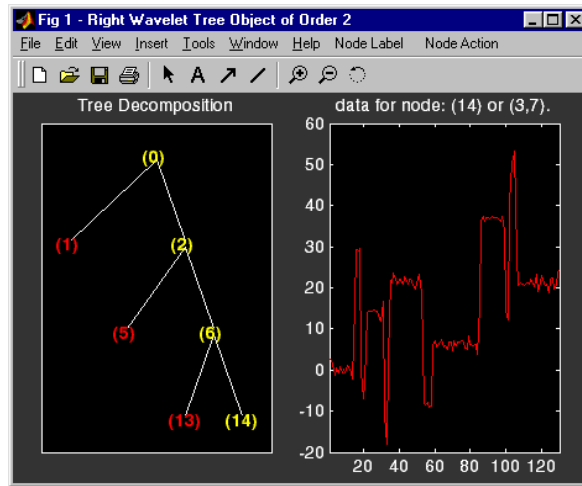 Fig 1 - Right Wavelet Tree Object of Order 2
File Edit View Insert Tools Window Help Node Label Node Action
A
Tree Decomposition
(0)
(1)
(2)
(5)
(6)
(13)
(14)
data for node: (14) or (3,7).
60
50
40
30
20
10
0
-10
-20
20 40 60 80 100 120